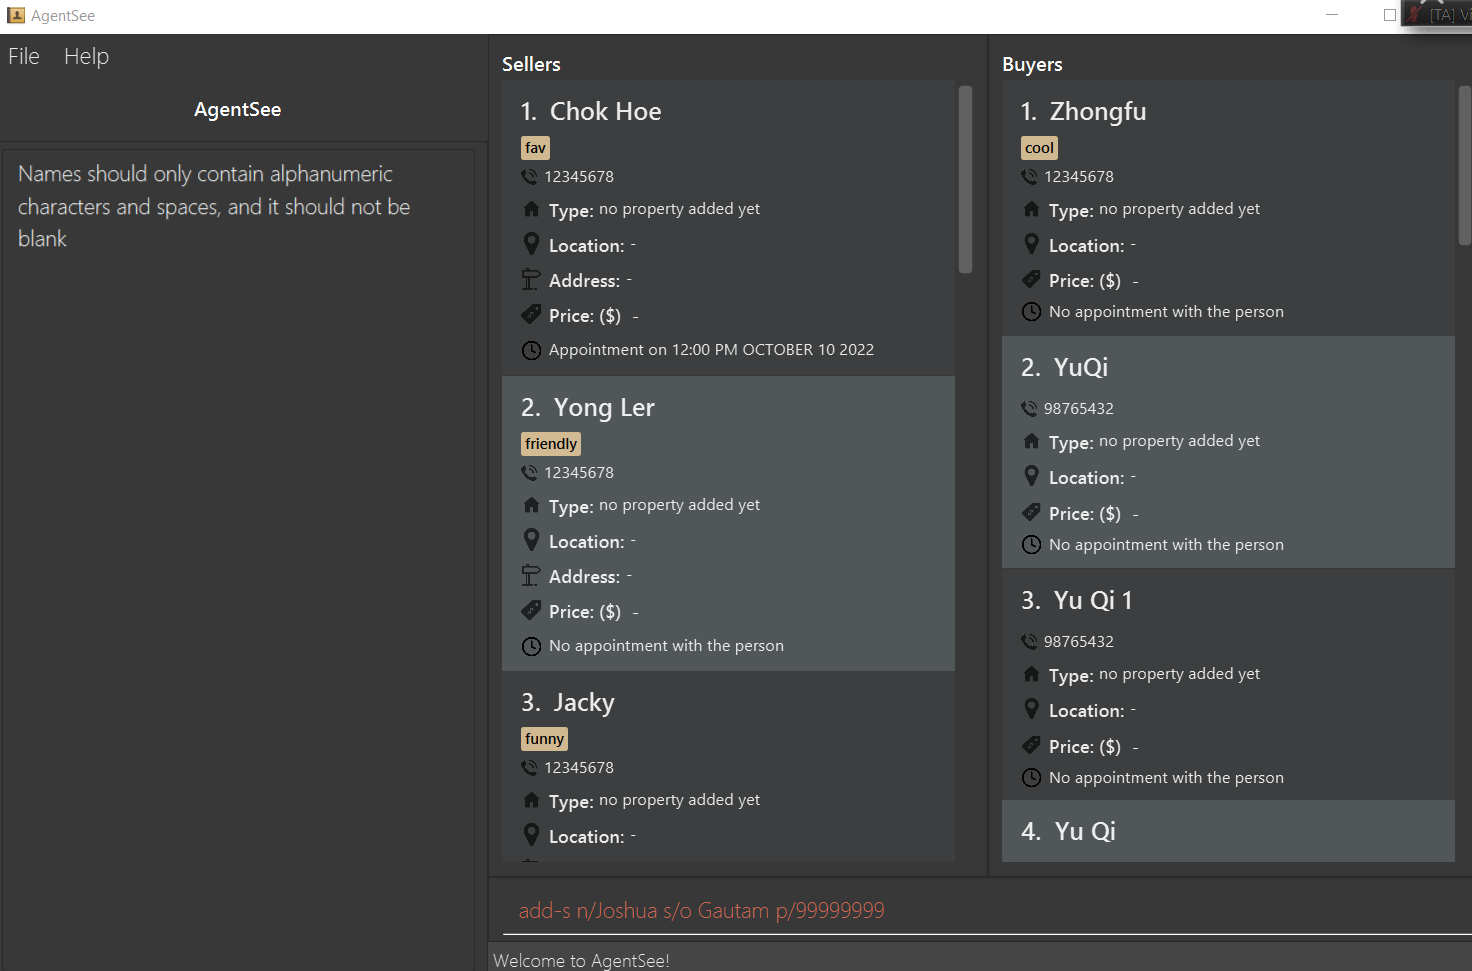 AgentSee
[TA] Vi
File Help
AgentSee
Names should only contain alphanumeric
characters and spaces, and it should not be
blank
Sellers
1. Chok Hoe
fav
12345678
Type: no property added yet
Location: -
Address: -
Price: ($) -
Appointment on 12:00 PM OCTOBER 10 2022
2. Yong Ler
friendly
12345678
Type: no property added yet
Location: -
Address: -
Price: ($) -
No appointment with the person
3. Jacky
funny
12345678
Type: no property added yet
Location: -
Buyers
1. Zhongfu
cool
12345678
Type: no property added yet
Location: -
Price: ($) -
No appointment with the person
2. YuQi
98765432
Type: no property added yet
Location: -
Price: ($) -
No appointment with the person
3. Yu Qi 1
98765432
Type: no property added yet
Location: -
Price: ($) -
No appointment with the person
4. Yu Qi
add-s n/Joshua s/o Gautam p/99999999
Welcome to AgentSee!